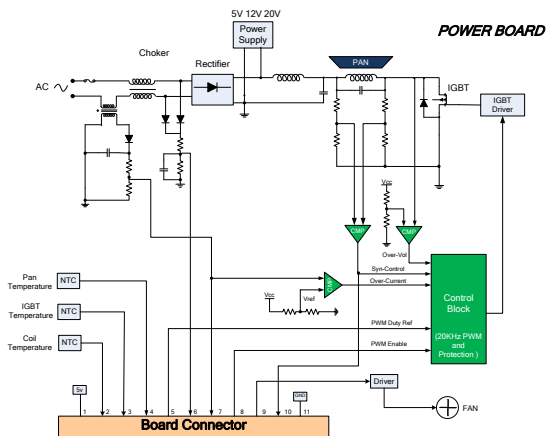 5V 12V 20V
POWER BOARD
Choker
Power
Supply
Rectifier
PAN
AC
IGBT
IGBT
Driver
Vcc
CMP
CMP
Over-Vol
Syn-Control
Over-Current
CMP
Vcc
Vref
Control
Block
(20KHz PWM
and
Protection )
Pan
Temperature
NTC
IGBT
Temperature
NTC
Coil
Temperature
NTC
PWM Duty Ref
PWM Enable
5v
GND
Driver
FAN
1 2 3 4 5 6 7 8 9 10 11
Board Connector